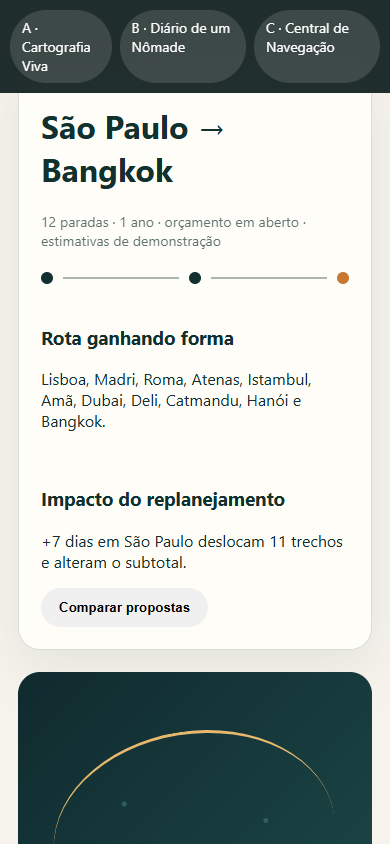 A ·
Cartografia
Viva
B · Diário de um
Nômade
C · Central de
Navegação
São Paulo →
Bangkok
12 paradas · 1 ano · orçamento em aberto ·
estimativas de demonstração
Rota ganhando forma
Lisboa, Madri, Roma, Atenas, Istambul,
Amã, Dubai, Deli, Catmandu, Hanói e
Bangkok.
Impacto do replanejamento
+7 dias em São Paulo deslocam 11 trechos
e alteram o subtotal.
Comparar propostas